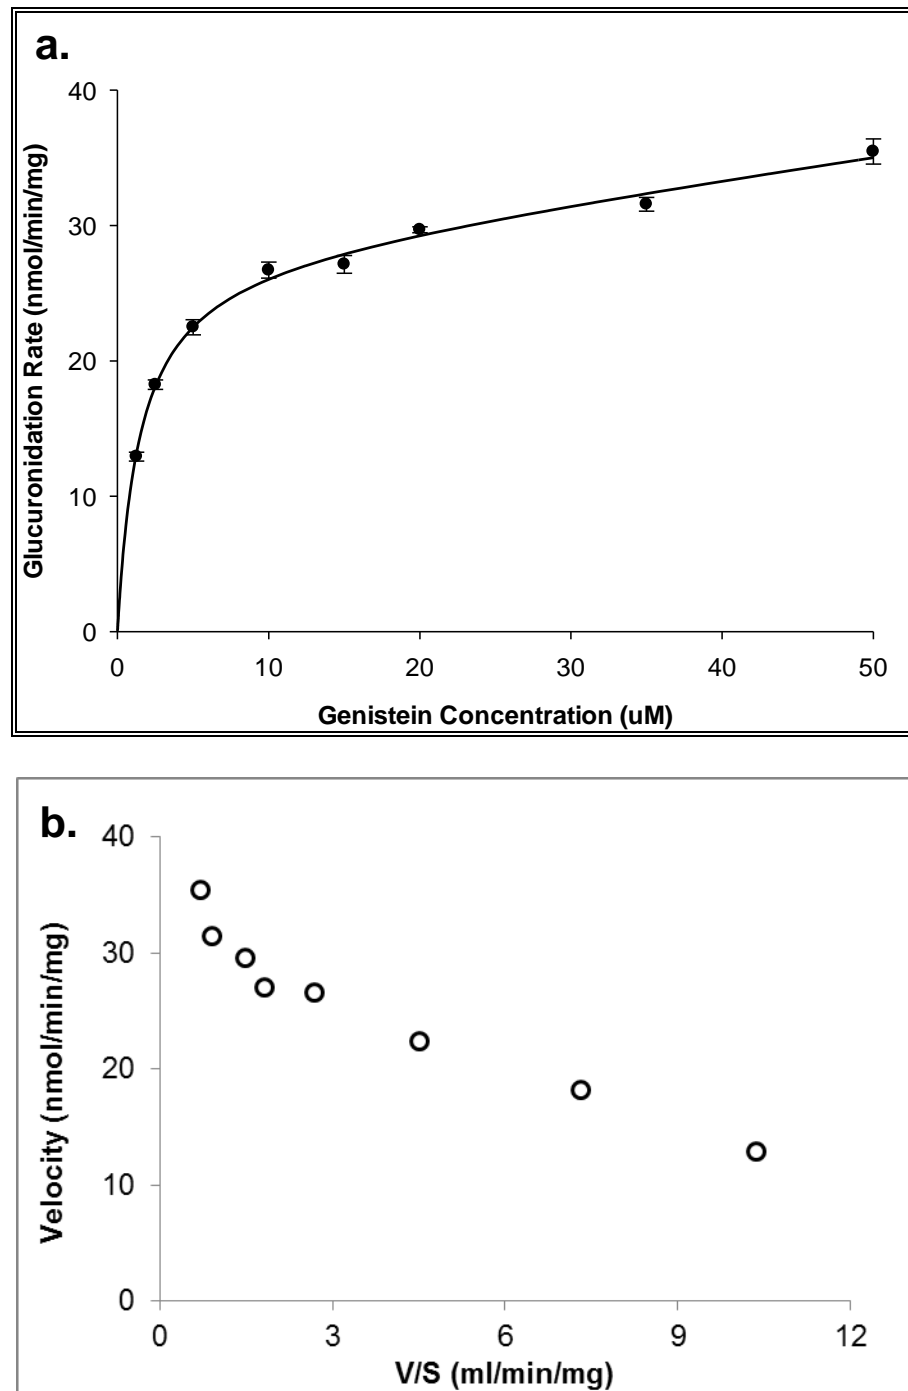 a.
Glucuronidation Rate (nmol/min/mg)
40
30
20
10
0
0 10 20 30 40 50
Genistein Concentration (uM)
b.
Velocity (nmol/min/mg)
40
30
20
10
0
0 3 6 9 12
V/S (ml/min/mg)